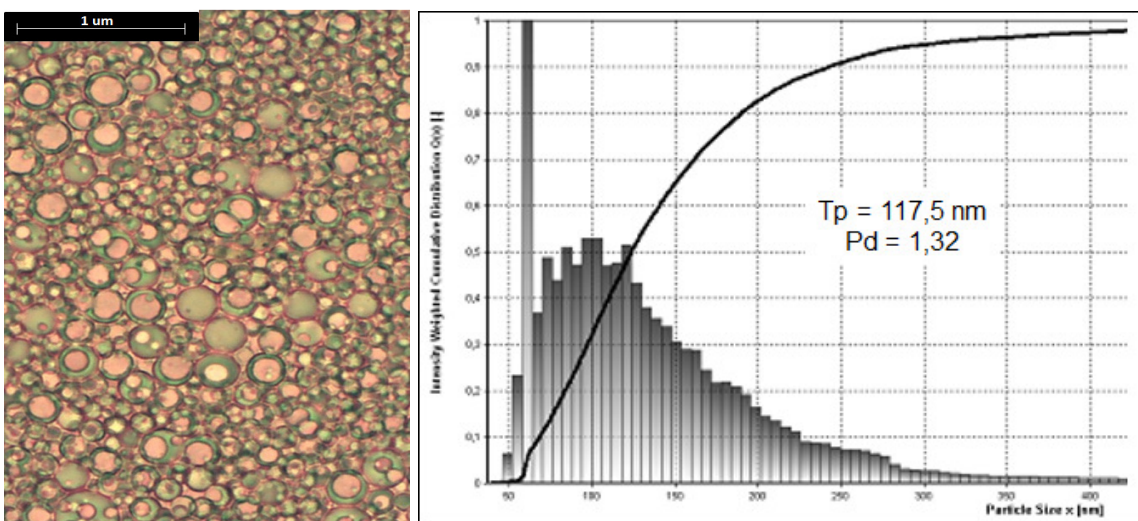 1 um
Intensity Weighted Cumulative Distribution Q(x) [-]
1
0,9
0,8
0,7
0,6
0,5
0,4
0,3
0,2
0,1
0
Tp = 117,5 nm
Pd = 1,32
50 100 150 200 250 300 350 400
Particle Size x [nm]